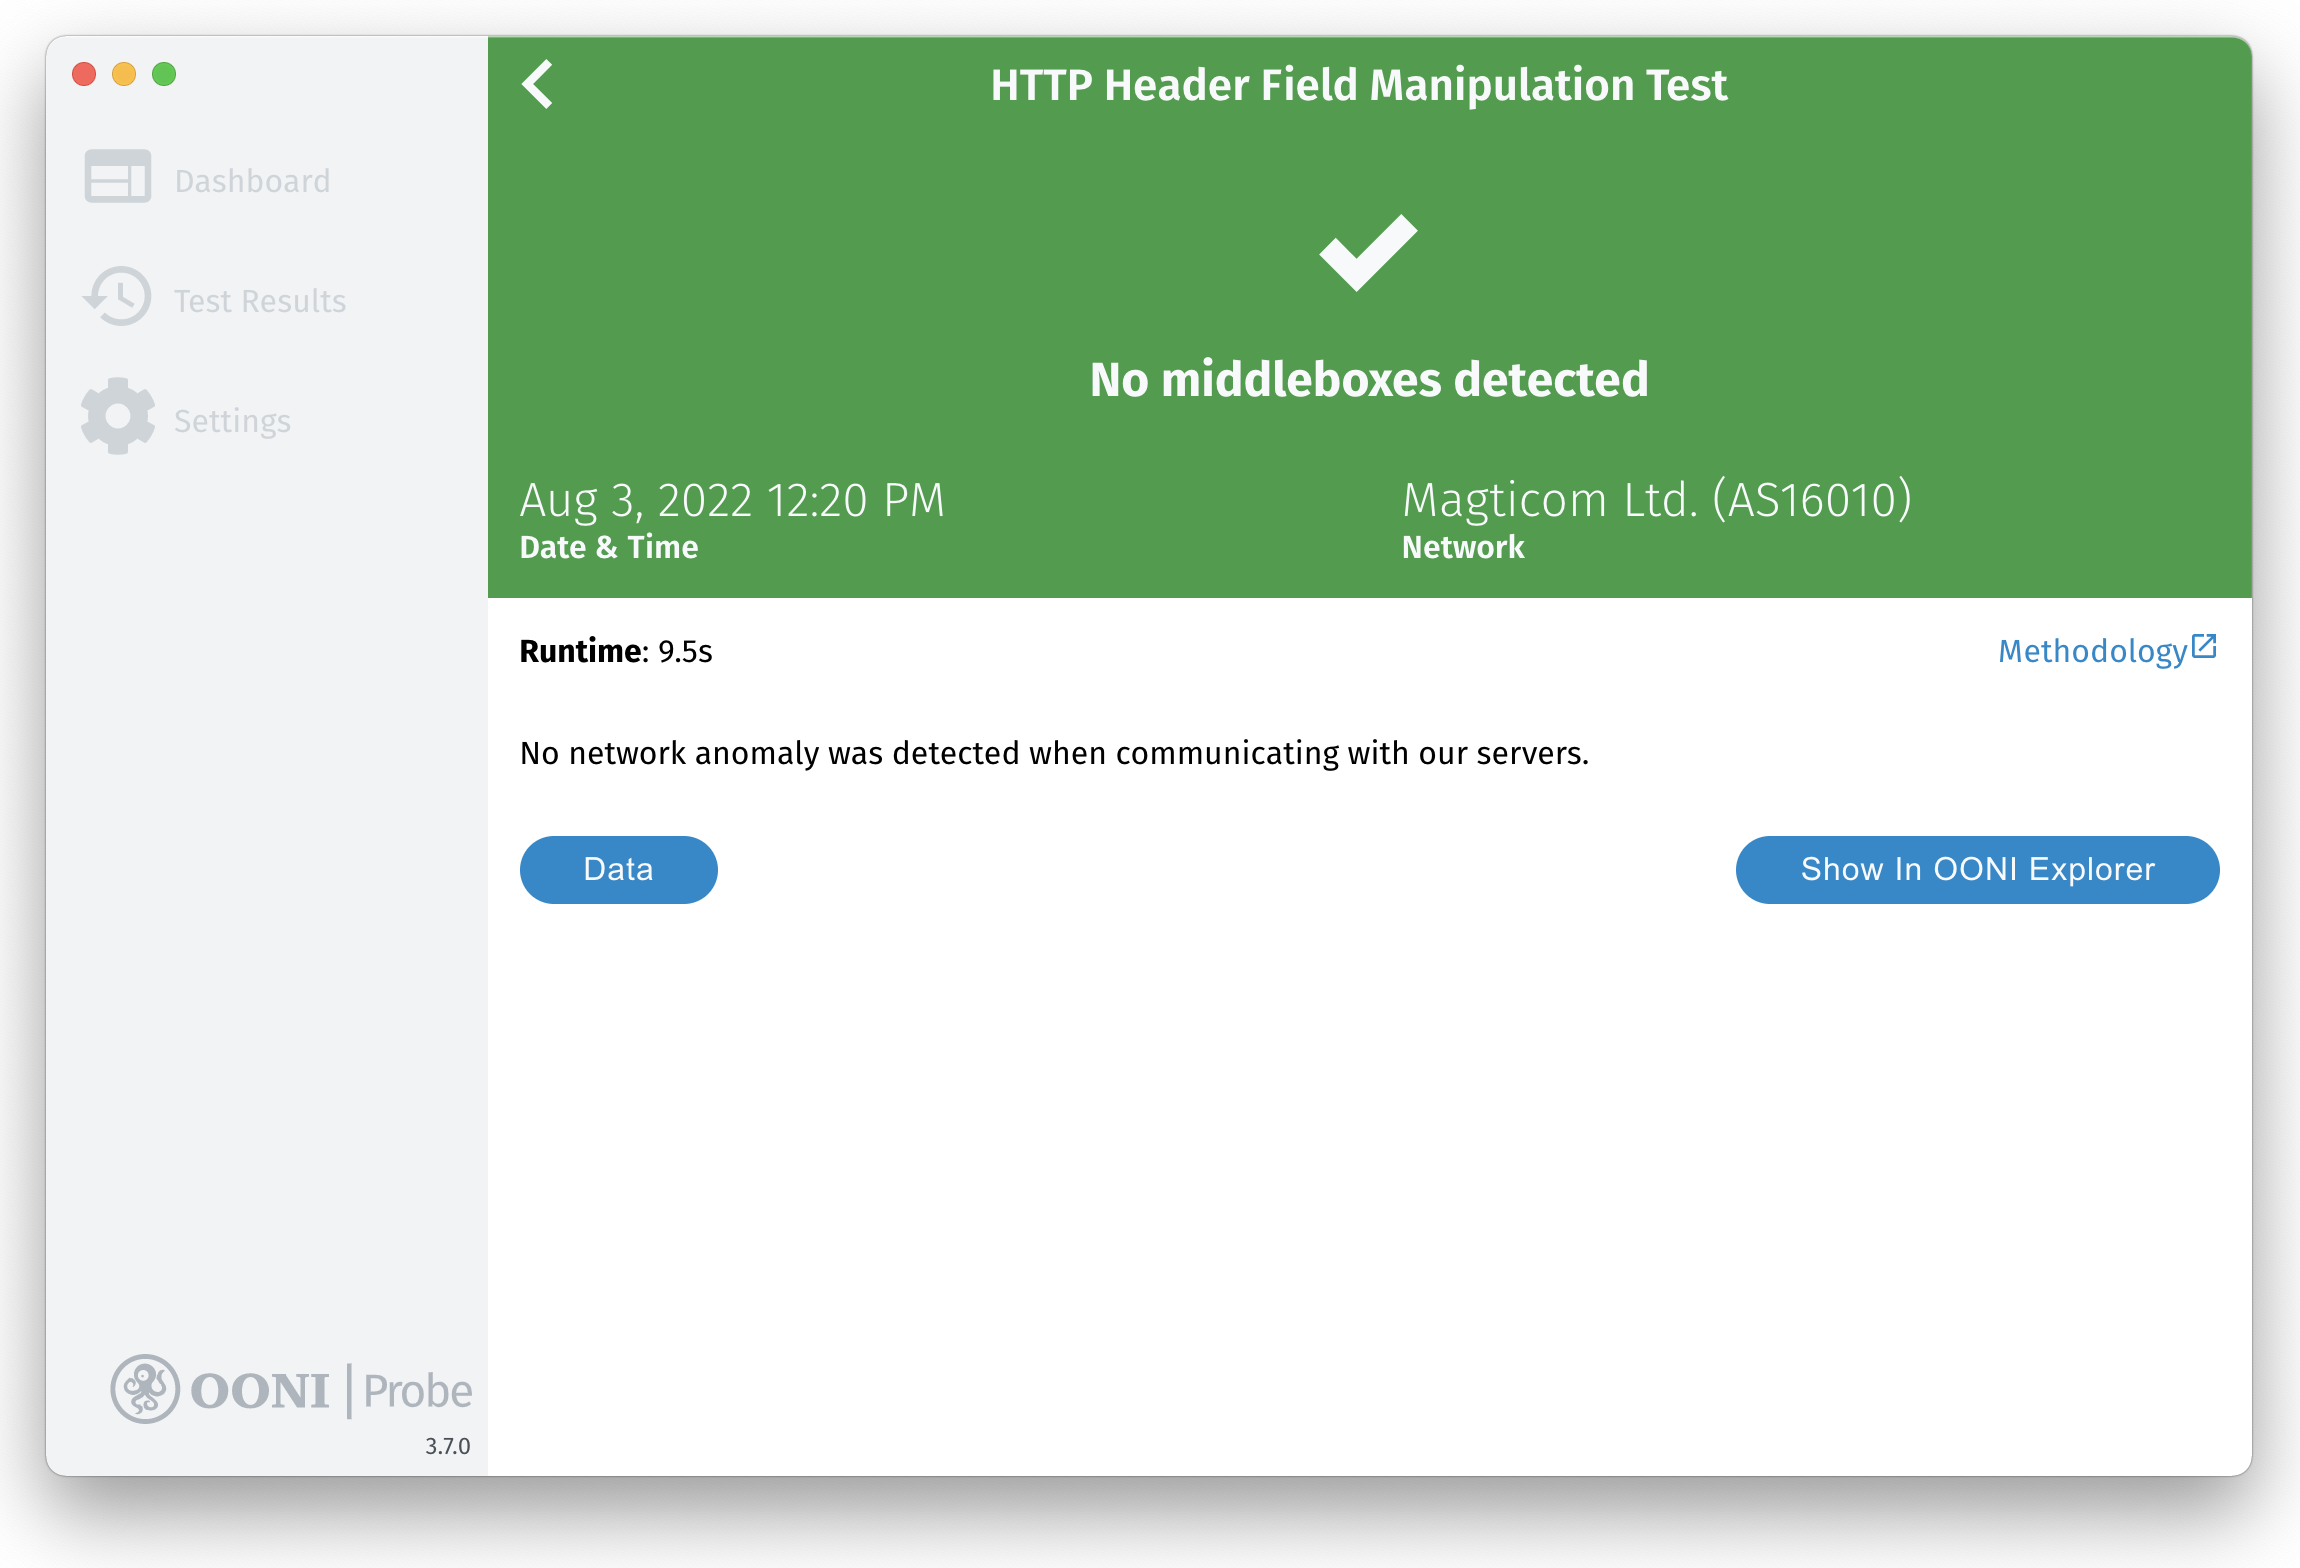 HTTP Header Field Manipulation Test
Dashboard
Test Results
Settings
No middleboxes detected
Aug 3, 2022 12:20 PM
Date & Time
Magticom Ltd. (AS16010)
Network
Runtime: 9.5s
Methodology
No network anomaly was detected when communicating with our servers.
Data
Show In OONI Explorer
OONI | Probe
3.7.0